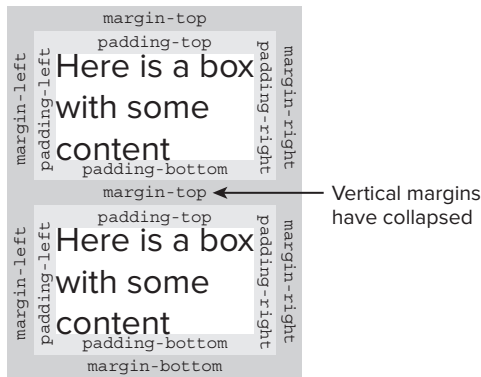 margin-top
padding-top
margin-left
padding-left
Here is a box
with some
content
padding-right
margin-right
padding-bottom
margin-top
Vertical margins
have collapsed
padding-top
margin-left
padding-left
Here is a box
with some
content
padding-right
margin-right
padding-bottom
margin-bottom